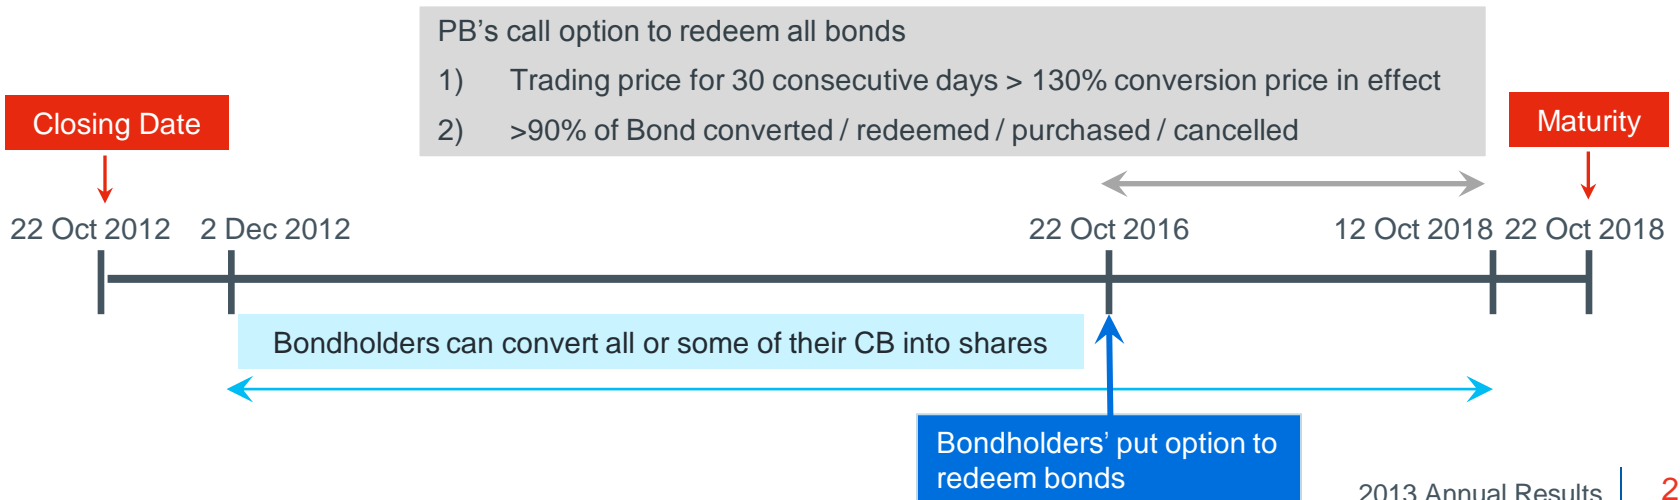 PB’s call option to redeem all bonds
1) Trading price for 30 consecutive days > 130% conversion price in effect
2) >90% of Bond converted / redeemed / purchased / cancelled
Closing Date
Maturity
22 Oct 2012 2 Dec 2012 22 Oct 2016 12 Oct 2018 22 Oct 2018
Bondholders can convert all or some of their CB into shares
Bondholders’ put option to
redeem bonds
2013 Annual Results 2